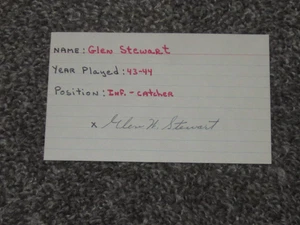 NAME: Glen Stewart
YEAR Played: 43-44
Position: Inf. - catcher
x Glen W. Stewart